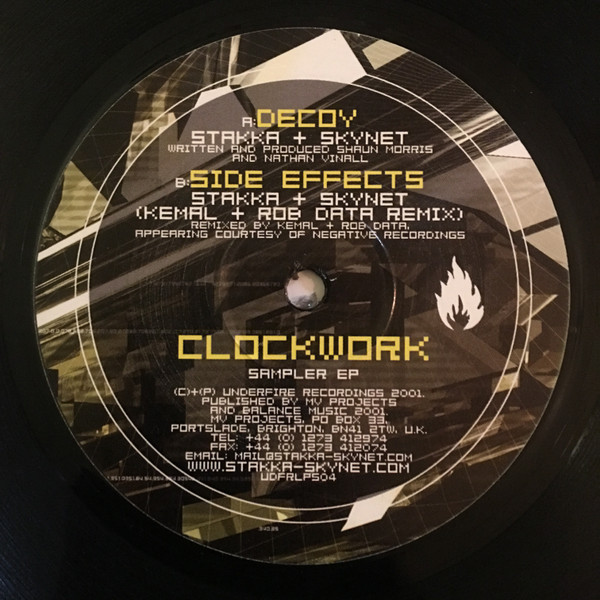 A:DECOY
STAKKA + SKYNET
WRITTEN AND PRODUCED SHAUN MORRIS
AND NATHAN VINALL
B:SIDE EFFECTS
STAKKA + SKYNET
(KEMAL + ROB DATA REMIX)
REMIXED BY KEMAL + ROB DATA,
APPEARING COURTESY OF NEGATIVE RECORDINGS
CLOCKWORK
SAMPLER EP
(C)+(P) UNDERFIRE RECORDINGS 2001.
PUBLISHED BY MV PROJECTS
AND BALANCE MUSIC 2001.
MV PROJECTS, PO BOX 33,
PORTSLADE, BRIGHTON, BN41 2TW, U.K.
TEL: +44 (0) 1273 412974
FAX: +44 (0) 1273 412074
EMAIL: MAIL@STAKKA-SKYNET.COM
WWW.STAKKA-SKYNET.COM
UDFRLPS04